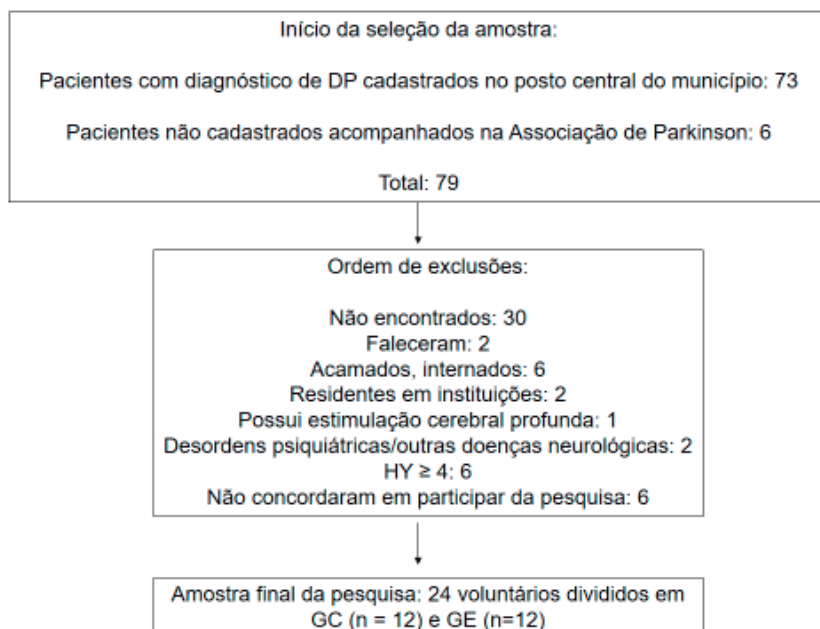 Início da seleção da amostra:
Pacientes com diagnóstico de DP cadastrados no posto central do município: 73
Pacientes não cadastrados acompanhados na Associação de Parkinson: 6
Total: 79
Ordem de exclusões:
Não encontrados: 30
Faleceram: 2
Acamados, internados: 6
Residentes em instituições: 2
Possui estimulação cerebral profunda: 1
Desordens psiquiátricas/outras doenças neurológicas: 2
HY ≥ 4: 6
Não concordaram em participar da pesquisa: 6
Amostra final da pesquisa: 24 voluntários divididos em
GC (n = 12) e GE (n=12)